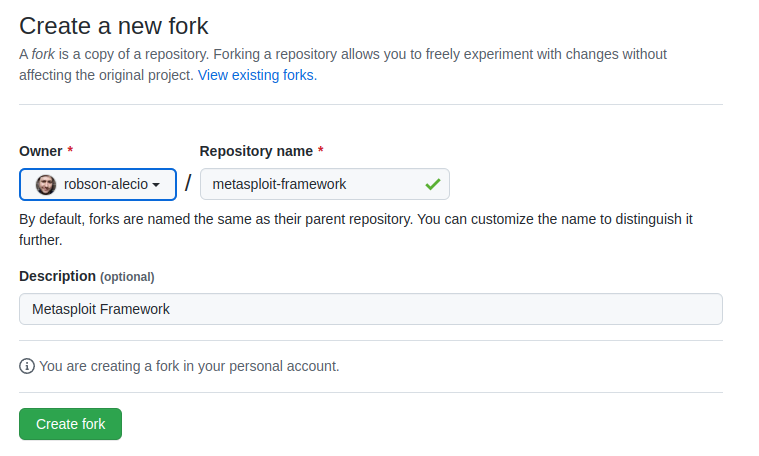 Create a new fork
A fork is a copy of a repository. Forking a repository allows you to freely experiment with changes without
affecting the original project. View existing forks.
Owner * Repository name *
robson-alecio / metasploit-framework
By default, forks are named the same as their parent repository. You can customize the name to distinguish it
further.
Description (optional)
Metasploit Framework
You are creating a fork in your personal account.
Create fork